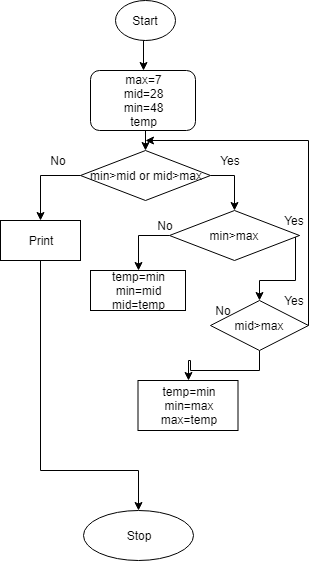 Start
max=7
mid=28
min=48
temp
No
Yes
min>mid or mid>max
No
Yes
Print
min>max
temp=min
min=mid
mid=temp
No
Yes
mid>max
temp=min
min=max
max=temp
Stop